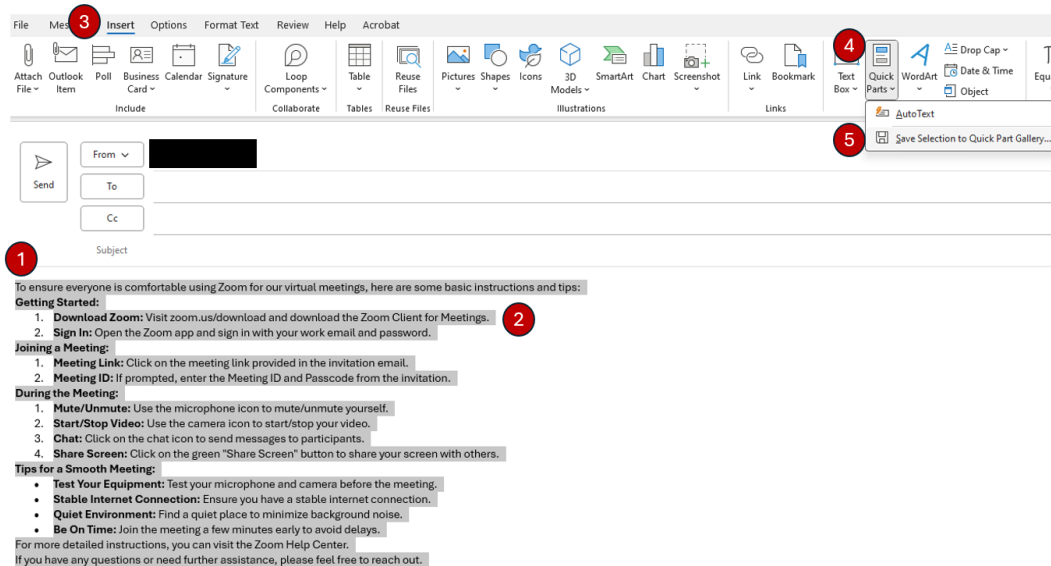 File Mes 3 Insert Options Format Text Review Help Acrobat
Attach File Outlook Item Poll Business Card Calendar Signature
Include
Loop Components
Collaborate
Table
Tables
Reuse Files
Reuse Files
Pictures Shapes Icons 3D Models SmartArt Chart Screenshot
Illustrations
Link Bookmark
Links
4
Text Box Quick Parts WordArt
Drop Cap
Date & Time
Object
Equ
AutoText
5 Save Selection to Quick Part Gallery...
Send
From
To
Cc
Subject
1
To ensure everyone is comfortable using Zoom for our virtual meetings, here are some basic instructions and tips:
Getting Started:
1. Download Zoom: Visit zoom.us/download and download the Zoom Client for Meetings.
2
2. Sign In: Open the Zoom app and sign in with your work email and password.
Joining a Meeting:
1. Meeting Link: Click on the meeting link provided in the invitation email.
2. Meeting ID: If prompted, enter the Meeting ID and Passcode from the invitation.
During the Meeting:
1. Mute/Unmute: Use the microphone icon to mute/unmute yourself.
2. Start/Stop Video: Use the camera icon to start/stop your video.
3. Chat: Click on the chat icon to send messages to participants.
4. Share Screen: Click on the green "Share Screen" button to share your screen with others.
Tips for a Smooth Meeting:
• Test Your Equipment: Test your microphone and camera before the meeting.
• Stable Internet Connection: Ensure you have a stable internet connection.
• Quiet Environment: Find a quiet place to minimize background noise.
• Be On Time: Join the meeting a few minutes early to avoid delays.
For more detailed instructions, you can visit the Zoom Help Center.
If you have any questions or need further assistance, please feel free to reach out.